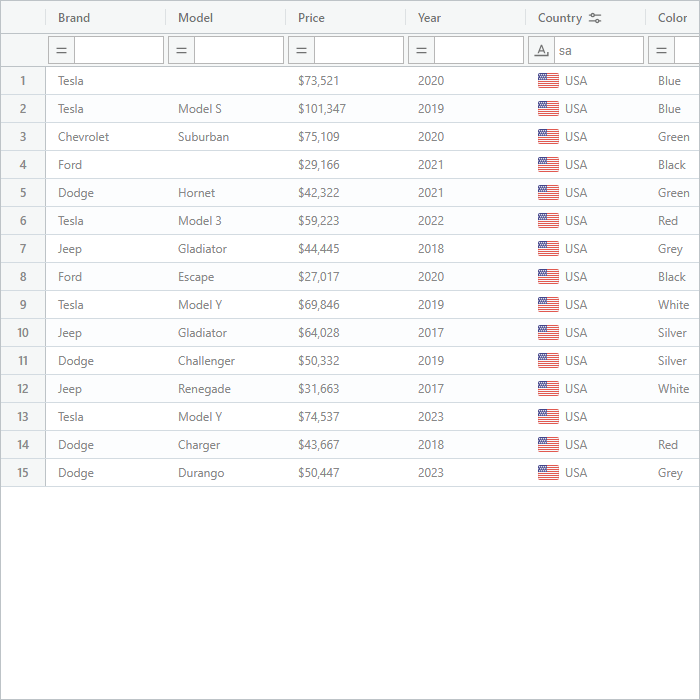 Brand Model Price Year Country Color
= = = = A sa =
1 Tesla $73,521 2020 USA Blue
2 Tesla Model S $101,347 2019 USA Blue
3 Chevrolet Suburban $75,109 2020 USA Green
4 Ford $29,166 2021 USA Black
5 Dodge Hornet $42,322 2021 USA Green
6 Tesla Model 3 $59,223 2022 USA Red
7 Jeep Gladiator $44,445 2018 USA Grey
8 Ford Escape $27,017 2020 USA Black
9 Tesla Model Y $69,846 2019 USA White
10 Jeep Gladiator $64,028 2017 USA Silver
11 Dodge Challenger $50,332 2019 USA Silver
12 Jeep Renegade $31,663 2017 USA White
13 Tesla Model Y $74,537 2023 USA
14 Dodge Charger $43,667 2018 USA Red
15 Dodge Durango $50,447 2023 USA Grey